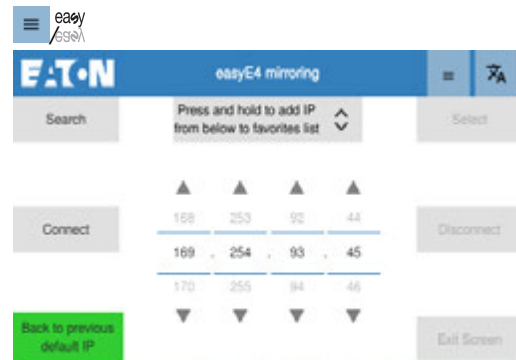 easy
easy
EATON
easyE4 mirroring
Search
Press and hold to add IP
from below to favorites list
Select
168 253 92 44
Connect
169 . 254 . 93 . 45
Disconnect
170 255 94 46
Back to previous
default IP
Exit Screen